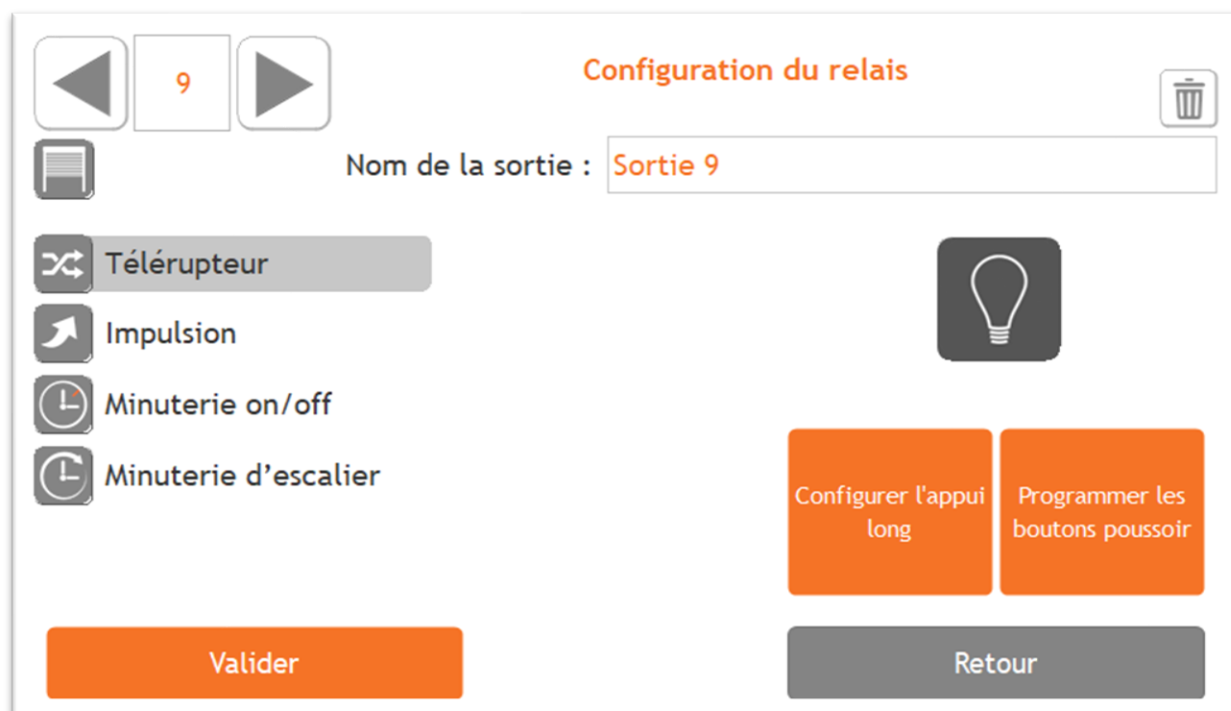 9
Configuration du relais
Nom de la sortie :
Sortie 9
Télérupteur
Impulsion
Minuterie on/off
Minuterie d’escalier
Configurer l'appui
long
Programmer les
boutons poussoir
Valider
Retour